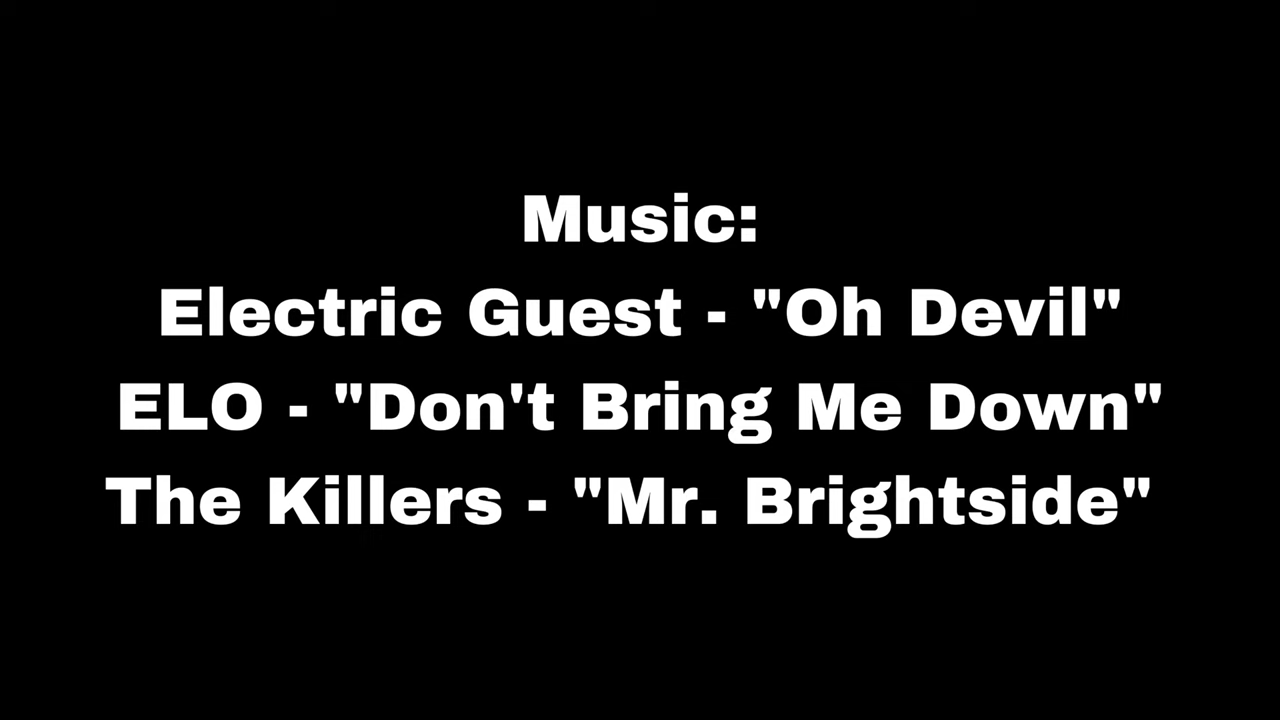 Music:
Electric Guest - "Oh Devil"
ELO - "Don't Bring Me Down"
The Killers - "Mr. Brightside"